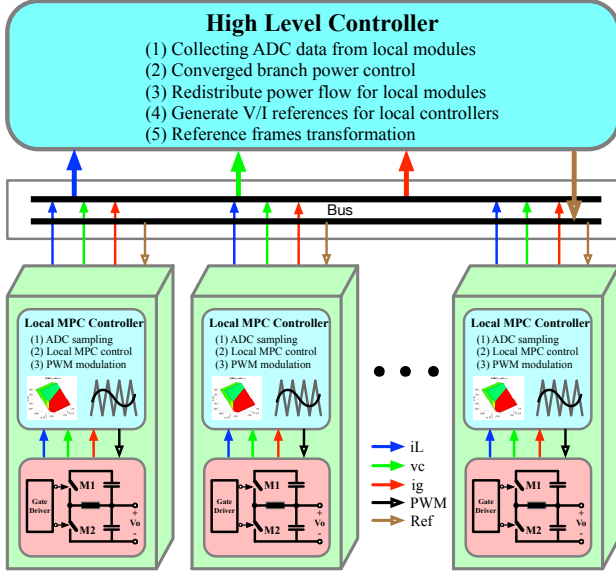 High Level Controller
(1) Collecting ADC data from local modules
(2) Converged branch power control
(3) Redistribute power flow for local modules
(4) Generate V/I references for local controllers
(5) Reference frames transformation
Bus
Local MPC Controller
(1) ADC sampling
(2) Local MPC control
(3) PWM modulation
Gate
Driver
M1
M2
+
Vo
-
Local MPC Controller
(1) ADC sampling
(2) Local MPC control
(3) PWM modulation
Gate
Driver
M1
M2
+
Vo
-
iL
vc
ig
PWM
Ref
Local MPC Controller
(1) ADC sampling
(2) Local MPC control
(3) PWM modulation
Gate
Driver
M1
M2
+
Vo
-